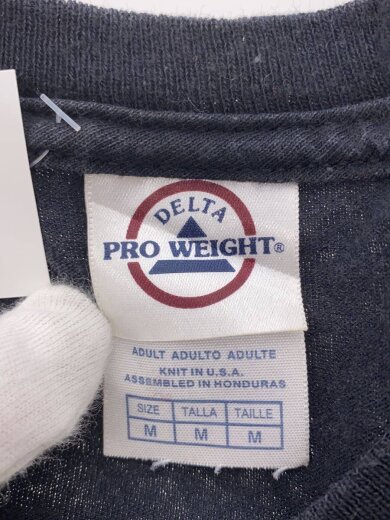 DELTA
PRO WEIGHT®
ADULT ADULTO ADULTE
KNIT IN U.S.A.
ASSEMBLED IN HONDURAS
SIZE TALLA TAILLE
M M M